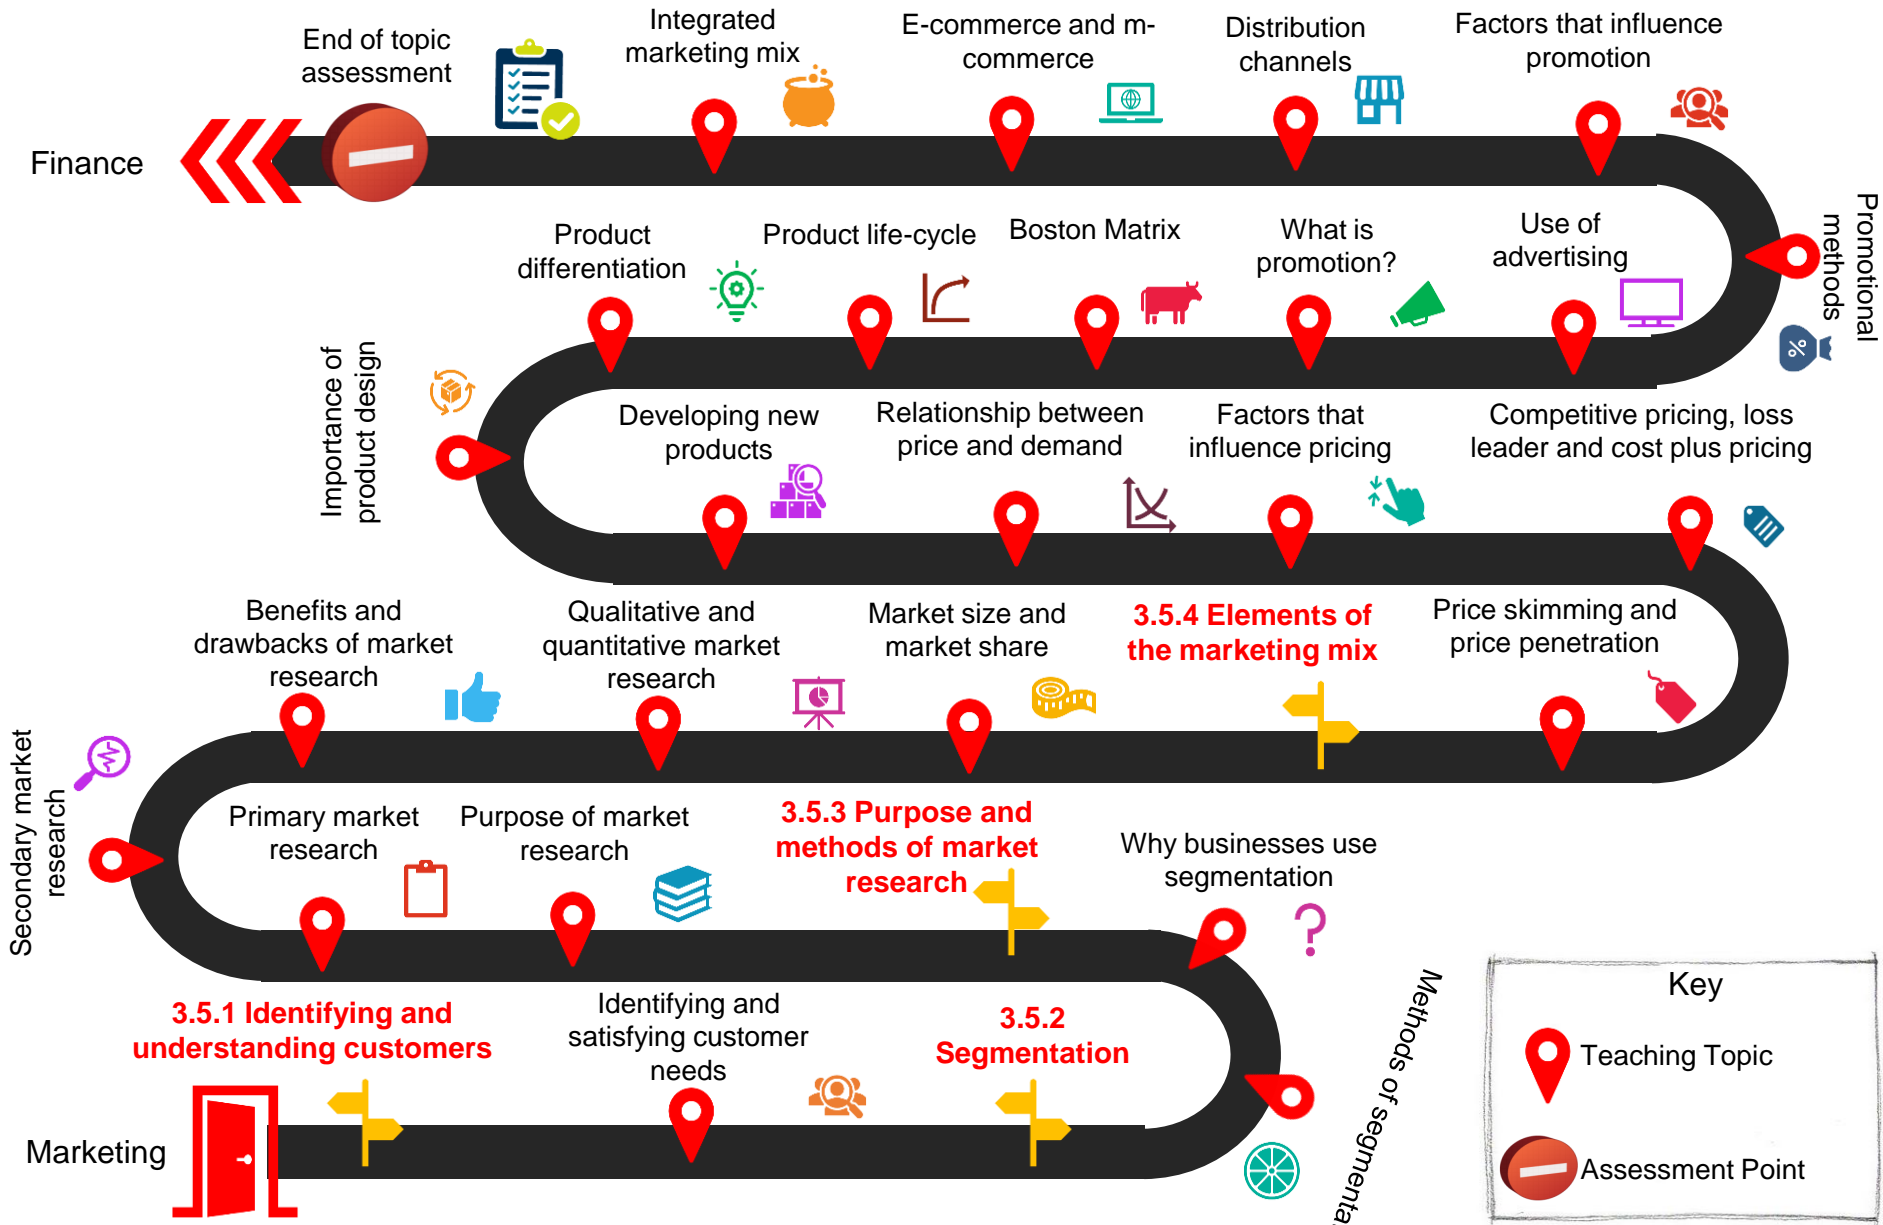 End of topic
assessment
Integrated
marketing mix
E-commerce and m-
commerce
Distribution
channels
Factors that influence
promotion
Finance
Promotional
methods
Product
differentiation
Product life-cycle
Boston Matrix
What is
promotion?
Use of
advertising
%
Importance of
product design
Developing new
products
Relationship between
price and demand
Factors that
influence pricing
Competitive pricing, loss
leader and cost plus pricing
Benefits and
drawbacks of market
research
Qualitative and
quantitative market
research
Market size and
market share
3.5.4 Elements of
the marketing mix
Price skimming and
price penetration
Secondary market
research
Primary market
research
Purpose of market
research
3.5.3 Purpose and
methods of market
research
Why businesses use
segmentation
?
Methods of segmenta
3.5.1 Identifying and
understanding customers
Identifying and
satisfying customer
needs
3.5.2
Segmentation
Marketing
Key
Teaching Topic
Assessment Point